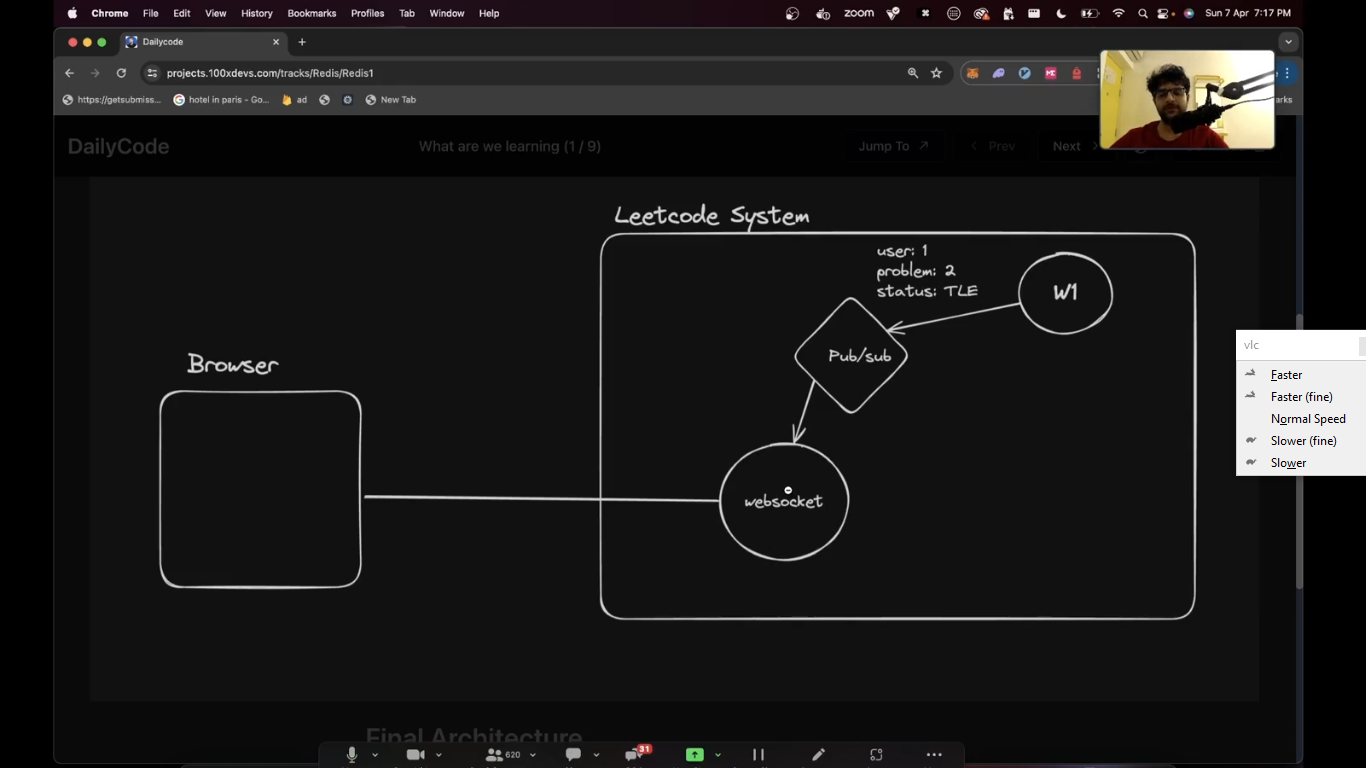 Chrome File Edit View History Bookmarks Profiles Tab Window Help zoom Sun 7 Apr 7:17 PM
Dailycode
projects.100xdevs.com/tracks/Redis/Redis1
https://getsubmiss... hotel in paris - Go... ad New Tab arks
DailyCode What are we learning (1 / 9) Jump To Prev Next
Leetcode System
user: 1
problem: 2
status: TLE
W1
Pub/sub
Browser
websocket
vlc
Faster
Faster (fine)
Normal Speed
Slower (fine)
Slower
Final Architecture
620 31